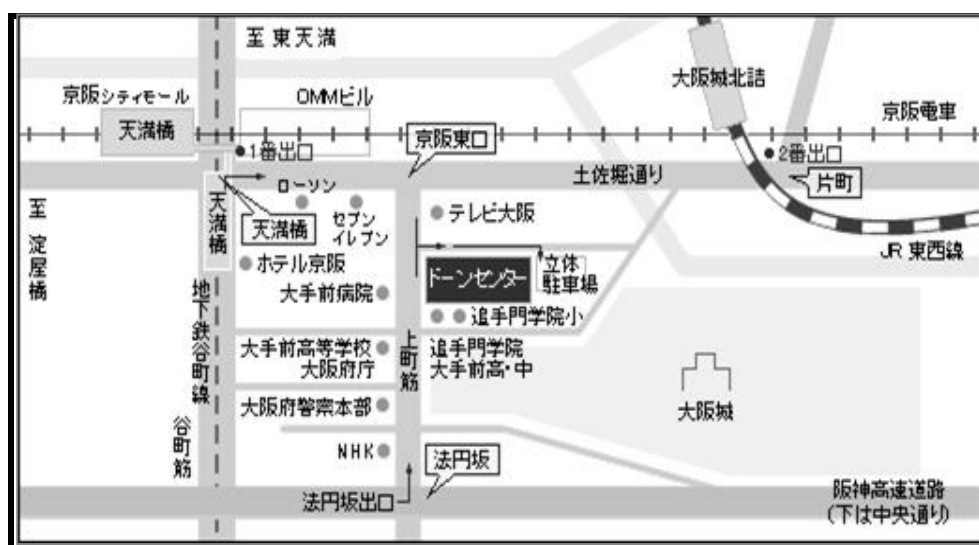 至東天満
大阪城北詰
京阪シティモール
OMMビル
京阪電車
天満橋
1番出口
京阪東口
2番出口
土佐堀通り
片町
至淀屋橋
天満橋
天満橋
ローソン
セブン
イレブン
テレビ大阪
JR東西線
ホテル京阪
ドーンセンター
立体
駐車場
大手前病院
追手門学院小
地下鉄谷町線
上町筋
大手前高等学校
大阪府庁
追手門学院
大手前高・中
大阪城
大阪府警察本部
谷町筋
NHK
法円坂
法円坂出口
阪神高速道路
(下は中央通り)